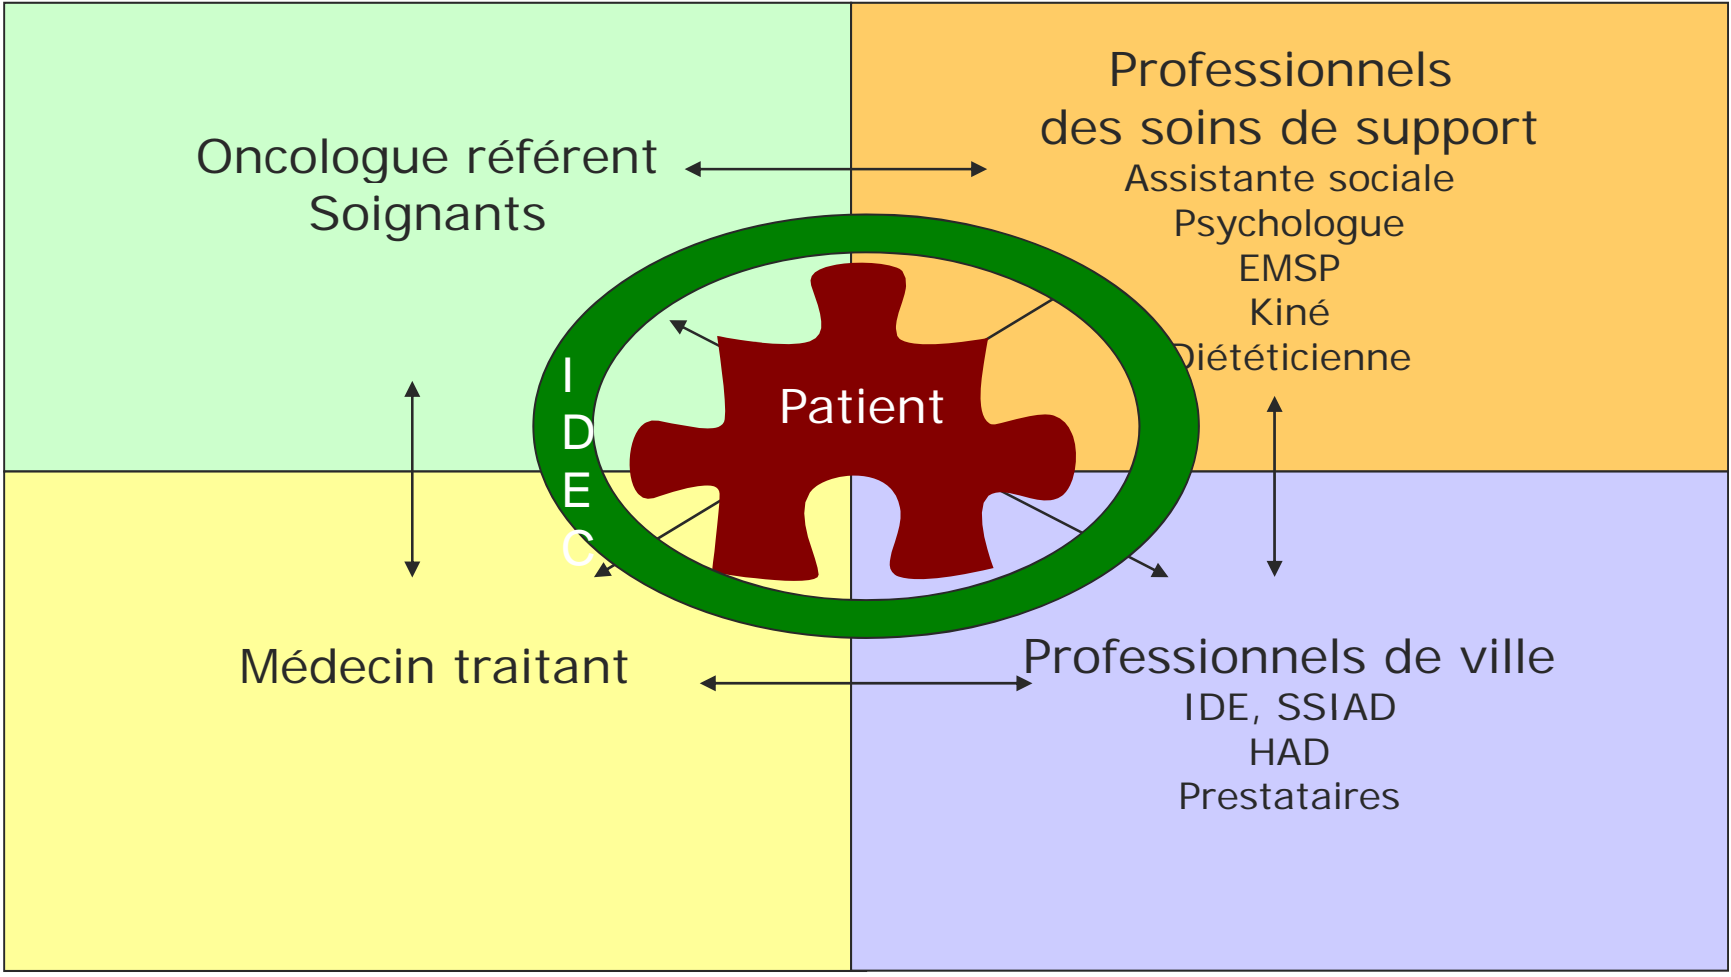 Oncologue référent
Soignants
Professionnels
des soins de support
Assistante sociale
Psychologue
EMSP
Kiné
Diététicienne
I
D
E
C
Patient
Médecin traitant
Professionnels de ville
IDE, SSIAD
HAD
Prestataires